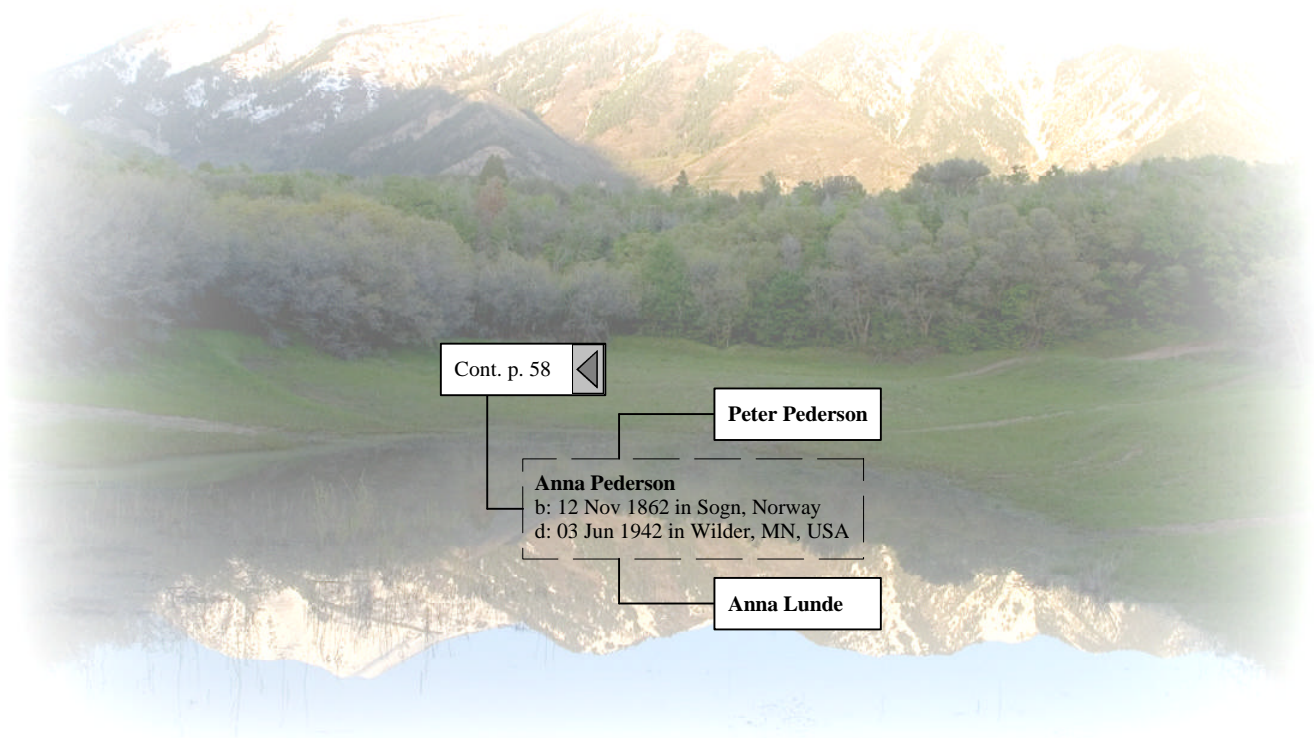 Cont. p. 58
Peter Pederson
Anna Pederson
b: 12 Nov 1862 in Sogn, Norway
d: 03 Jun 1942 in Wilder, MN, USA
Anna Lunde